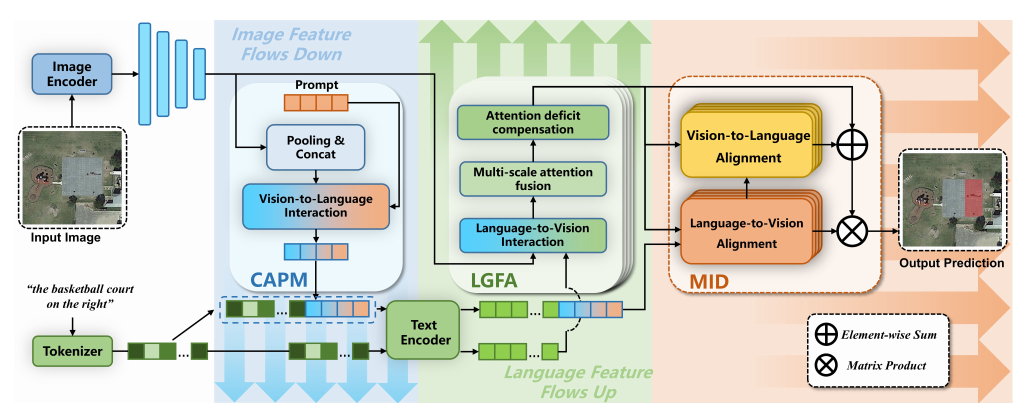 Image Feature
Flows Down
Image
Encoder
Prompt
Pooling &
Concat
Vision-to-Language
Interaction
CAPM
Input Image
"the basketball court
on the right"
Tokenizer
...
...
...
Text
Encoder
...
...
Attention deficit
compensation
Multi-scale attention
fusion
Language-to-Vision
Interaction
LGFA
Language Feature
Flows Up
Vision-to-Language
Alignment
Language-to-Vision
Alignment
MID
Output Prediction
Element-wise Sum
Matrix Product